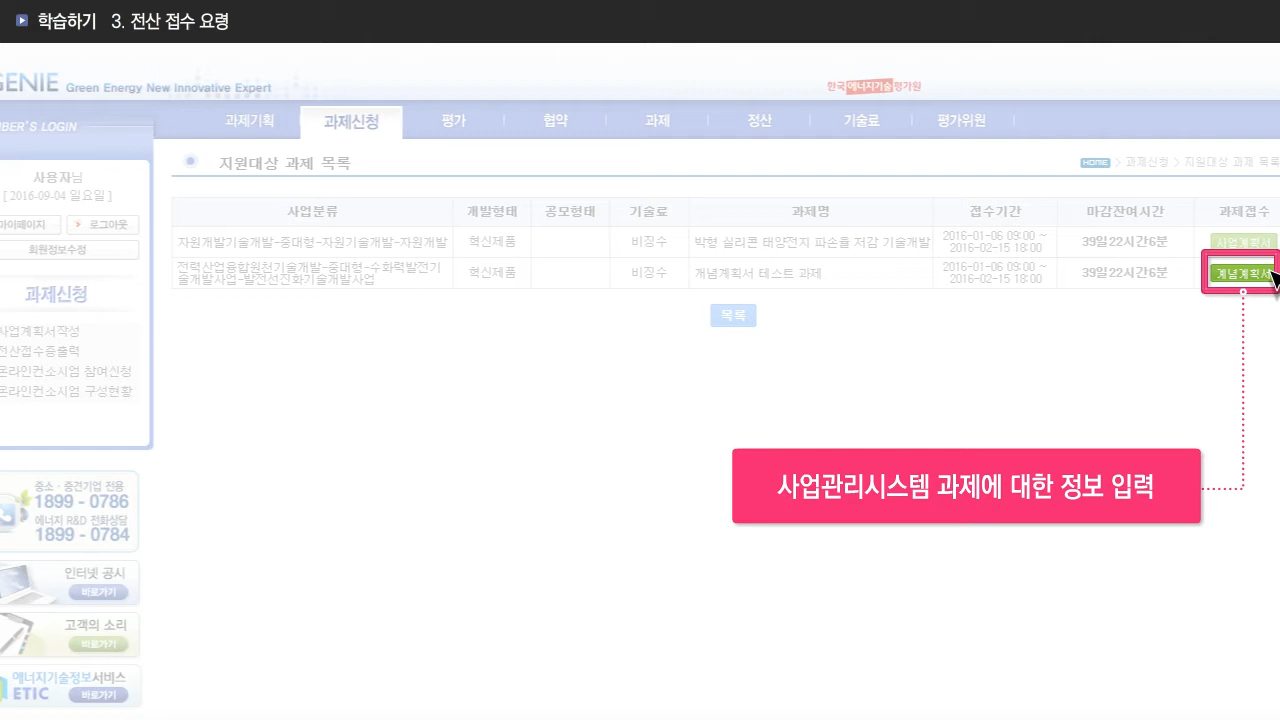 학습하기 3. 전산 접수 요령
GENIE Green Energy New Innovative Expert
한국에너지기술평가원
BER'S LOGIN
과제기획 과제신청 평가 협약 과제 정산 기술료 평가위원
지원대상 과제 목록
HOME > 과제신청 > 지원대상 과제 목록
사용자님
[ 2016-09-04 일요일 ]
마이페이지 로그아웃
회원정보수정
과제신청
사업계획서작성
전산접수증출력
온라인컨소시엄 참여신청
온라인컨소시엄 구성현황
사업분류 개발형태 공모형태 기술료 과제명 접수기간 마감잔여시간 과제접수
자원개발기술개발-중대형-자원기술개발-자원개발 혁신제품 비징수 박형 실리콘 태양전지 파손율 저감 기술개발 2016-01-06 09:00 ~ 39일22시간6분 사업계획서
2016-02-15 18:00
전력산업융합원천기술개발-중대형-수화력발전기 혁신제품 비징수 개념계획서 테스트 과제 2016-01-06 09:00 ~ 39일22시간6분 개념계획서
술개발사업-발전선진화기술개발사업 2016-02-15 18:00
목록
사업관리시스템 과제에 대한 정보 입력
중소·중견기업 전용
1899 - 0786
에너지 R&D 전화상담
1899 - 0784
인터넷 공시
바로가기
고객의 소리
바로가기
에너지기술정보서비스
ETIC 바로가기